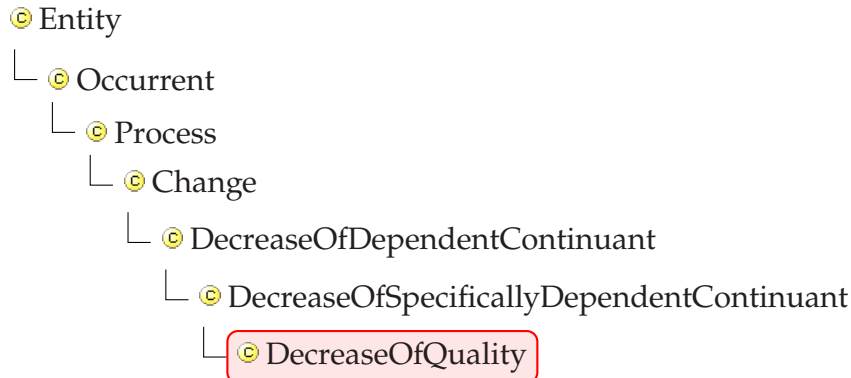 Entity
Occurrent
Process
Change
DecreaseOfDependentContinuant
DecreaseOfSpecificallyDependentContinuant
DecreaseOfQuality